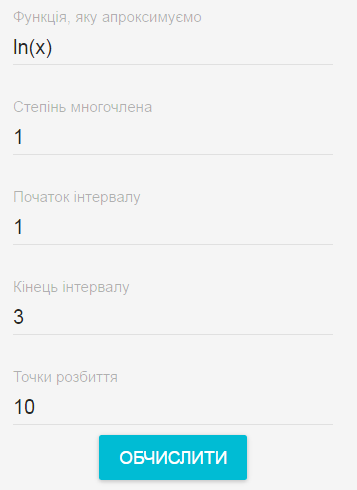 Функція, яку апроксимуємо
ln(x)
Степінь многочлена
1
Початок інтервалу
1
Кінець інтервалу
3
Точки розбиття
10
ОБЧИСЛИТИ